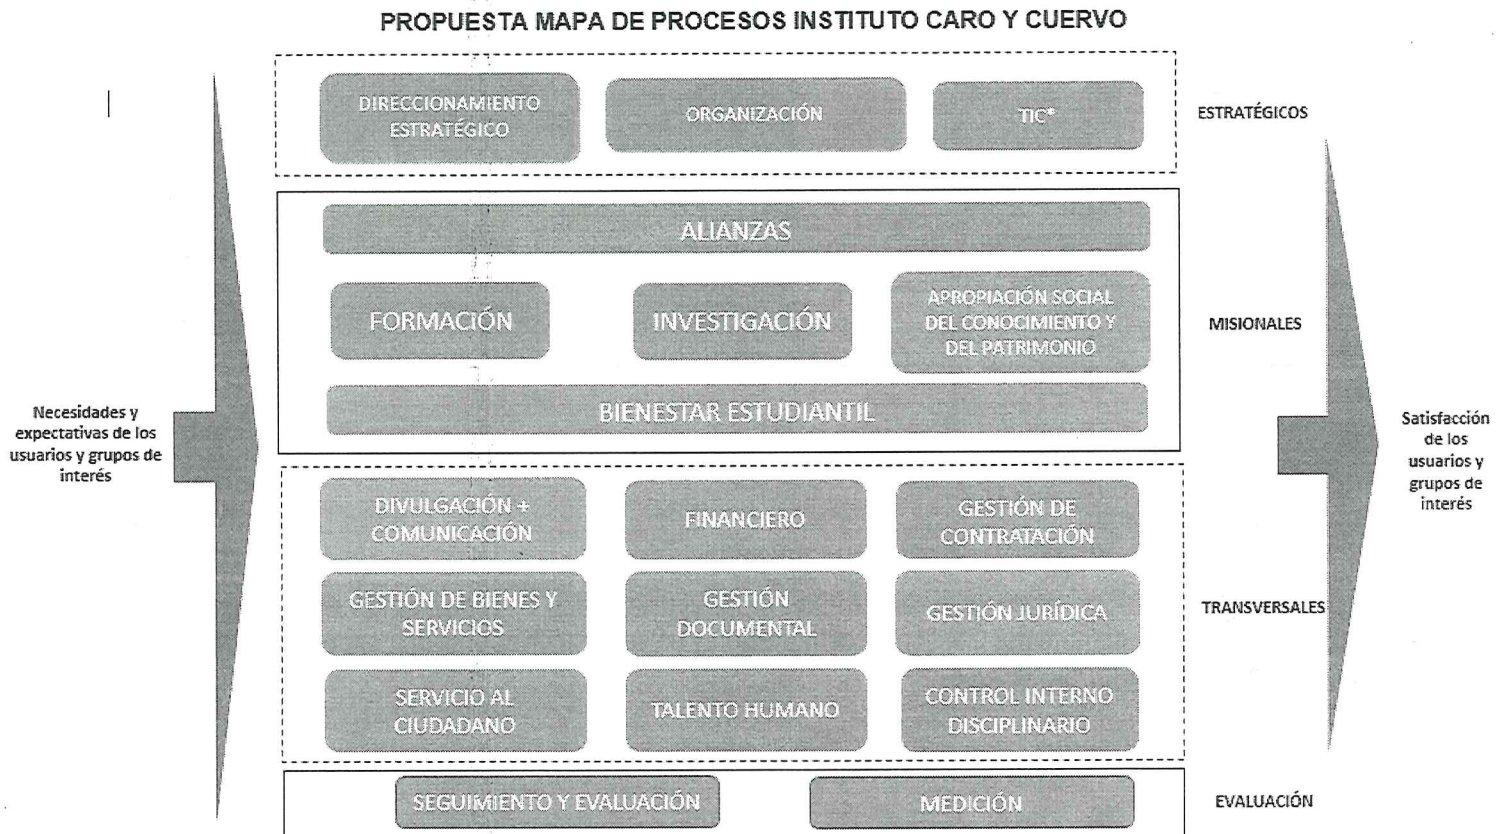 PROPUESTA MAPA DE PROCESOS INSTITUTO CARO Y CUERVO
DIRECCIONAMIENTO
ESTRATÉGICO
ORGANIZACIÓN
TIC*
ESTRATÉGICOS
ALIANZAS
FORMACIÓN
INVESTIGACIÓN
APROPIACIÓN SOCIAL
DEL CONOCIMIENTO Y
DEL PATRIMONIO
MISIONALES
BIENESTAR ESTUDIANTIL
Necesidades y
expectativas de los
usuarios y grupos de
interés
Satisfacción
de los
usuarios y
grupos de
interés
DIVULGACIÓN +
COMUNICACIÓN
FINANCIERO
GESTIÓN DE
CONTRATACIÓN
GESTIÓN DE BIENES Y
SERVICIOS
GESTIÓN
DOCUMENTAL
GESTIÓN JURÍDICA
TRANSVERSALES
SERVICIO AL
CIUDADANO
TALENTO HUMANO
CONTROL INTERNO
DISCIPLINARIO
SEGUIMIENTO Y EVALUACIÓN
MEDICIÓN
EVALUACIÓN